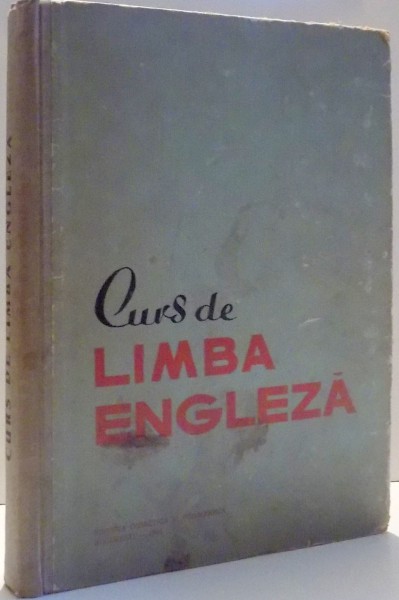 CURS DE LIMBA ENGLEZĂ
Curs de
LIMBA
ENGLEZĂ